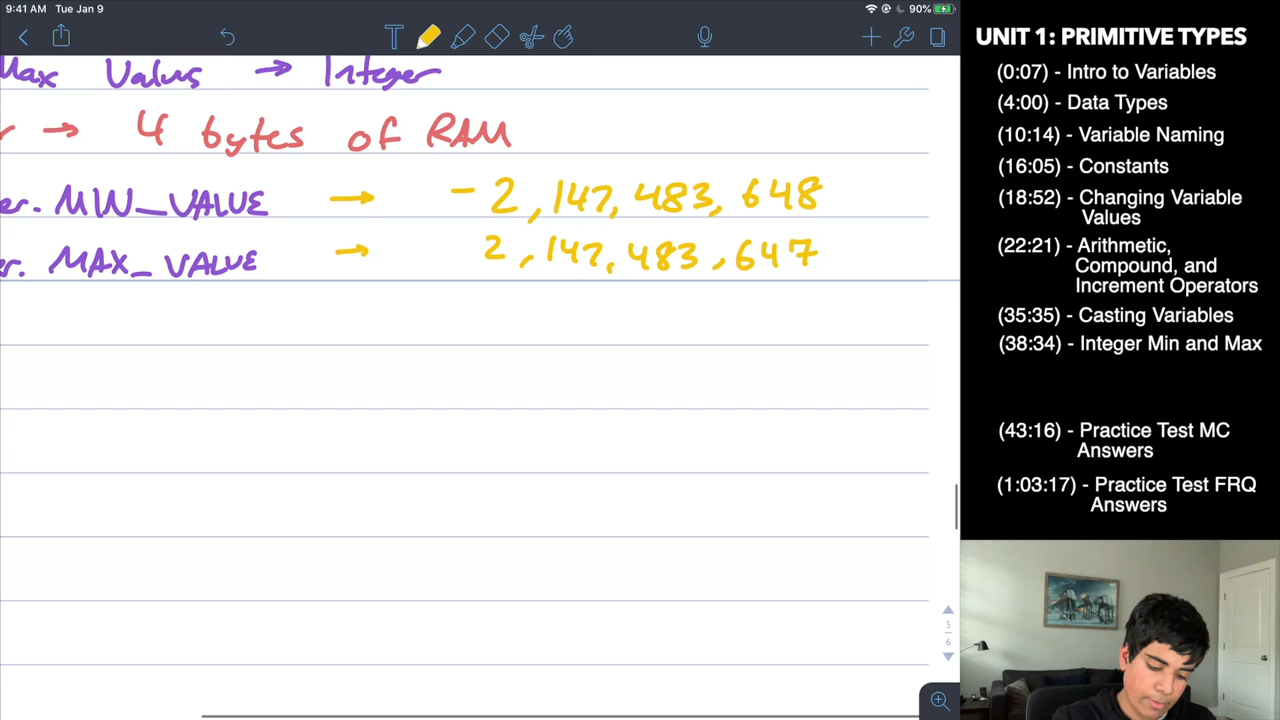 9:41 AM Tue Jan 9
90%
Max Values → Integer
r → 4 bytes of RAM
er. MIN_VALUE → -2,147,483,648
er. MAX_VALUE → 2,147,483,647
5
6
UNIT 1: PRIMITIVE TYPES
(0:07) - Intro to Variables
(4:00) - Data Types
(10:14) - Variable Naming
(16:05) - Constants
(18:52) - Changing Variable
Values
(22:21) - Arithmetic,
Compound, and
Increment Operators
(35:35) - Casting Variables
(38:34) - Integer Min and Max
(43:16) - Practice Test MC
Answers
(1:03:17) - Practice Test FRQ
Answers